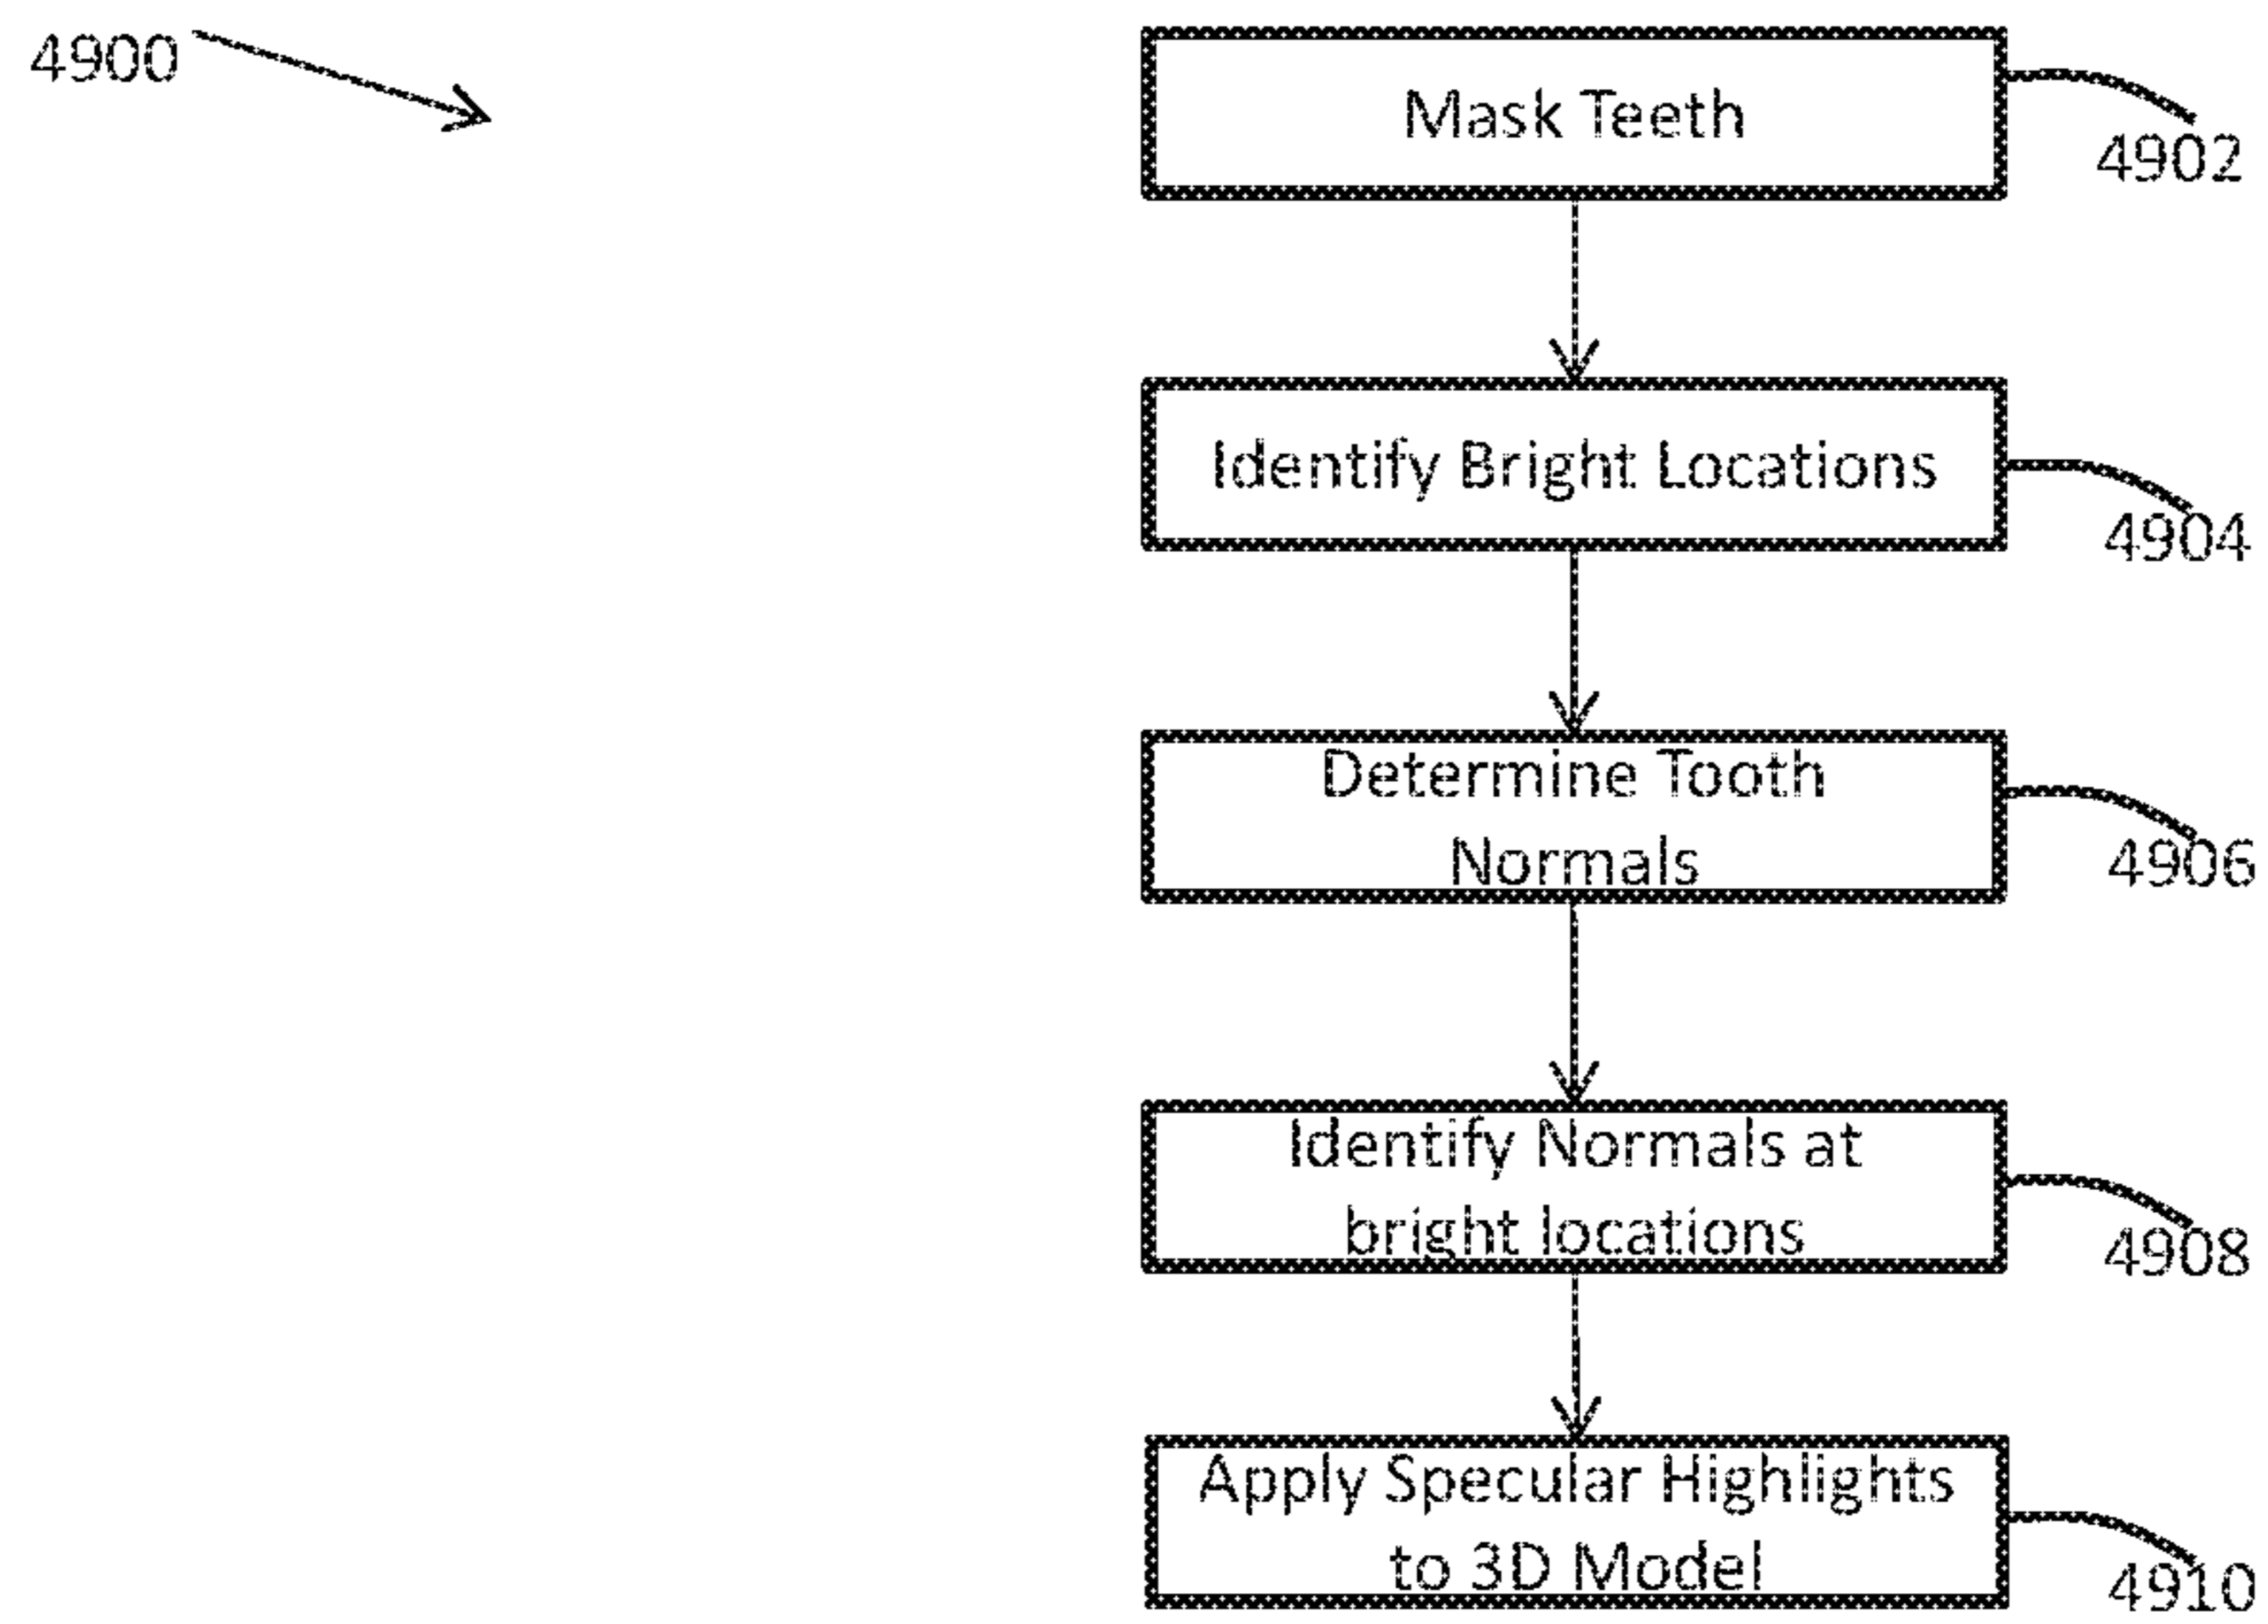 4900
Mask Teeth
4902
Identify Bright Locations
4904
Determine Tooth
Normals
4906
Identify Normals at
bright locations
4908
Apply Specular Highlights
to 3D Model
4910